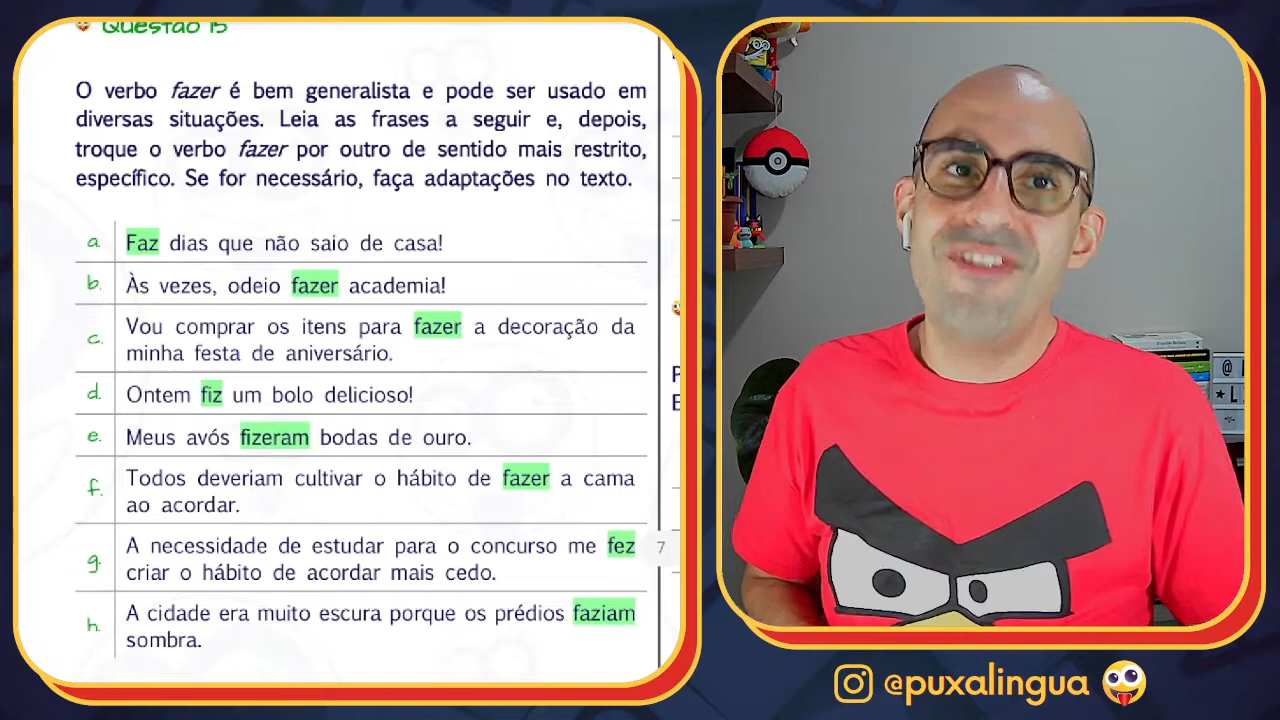 Questão 15
O verbo fazer é bem generalista e pode ser usado em
diversas situações. Leia as frases a seguir e, depois,
troque o verbo fazer por outro de sentido mais restrito,
específico. Se for necessário, faça adaptações no texto.
a. Faz dias que não saio de casa!
b. Às vezes, odeio fazer academia!
c. Vou comprar os itens para fazer a decoração da
minha festa de aniversário.
d. Ontem fiz um bolo delicioso!
e. Meus avós fizeram bodas de ouro.
f. Todos deveriam cultivar o hábito de fazer a cama
ao acordar.
g. A necessidade de estudar para o concurso me fez
criar o hábito de acordar mais cedo.
h. A cidade era muito escura porque os prédios faziam
sombra.
7
P
E
@
L
@puxalingua